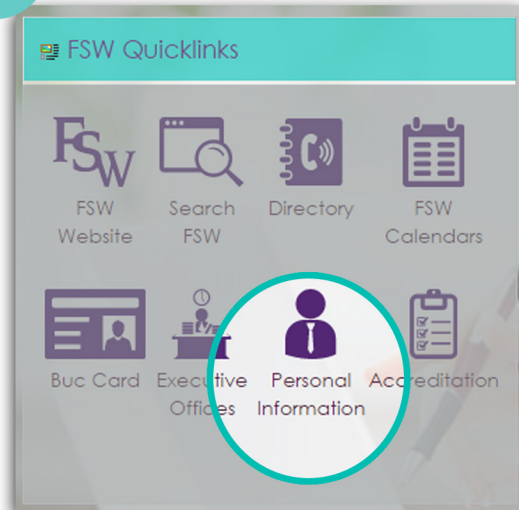 FSW Quicklinks
FSW
FSW
Website
Search
FSW
Directory
FSW
Calendars
Buc Card
Executive
Offices
Personal
Information
Accreditation